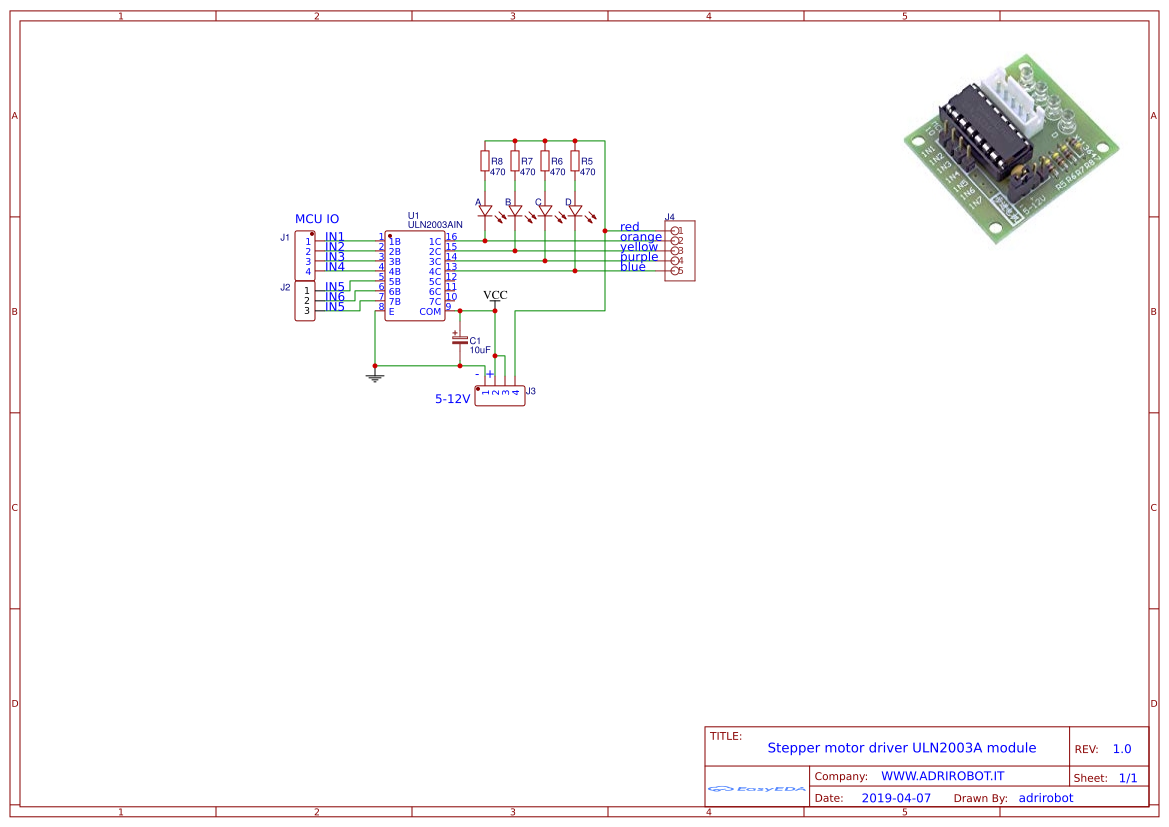 1 2 3 4 5
A A
B B
C C
D D
MCU IO
J1
1 IN1
2 IN2
3 IN3
4 IN4
J2
1 IN5
2 IN6
3 IN5
U1
ULN2003AIN
1 1B 1C 16
2 2B 2C 15
3 3B 3C 14
4 4B 4C 13
5 5B 5C 12
6 6B 6C 11
7 7B 7C 10
8 E COM 9
R8 470
R7 470
R6 470
R5 470
A B C D
J4
red 1
orange 2
yellow 3
purple 4
blue 5
VCC
+
C1
10uF
- +
1 2 3 4
J3
5-12V
IN1
IN2
IN3
IN4
IN5
IN6
IN7
R5R6R7R8
5-12V
TITLE:
Stepper motor driver ULN2003A module
REV: 1.0
EasyEDA
Company: WWW.ADRIROBOT.IT
Sheet: 1/1
Date: 2019-04-07 Drawn By: adrirobot
1 2 3 4 5